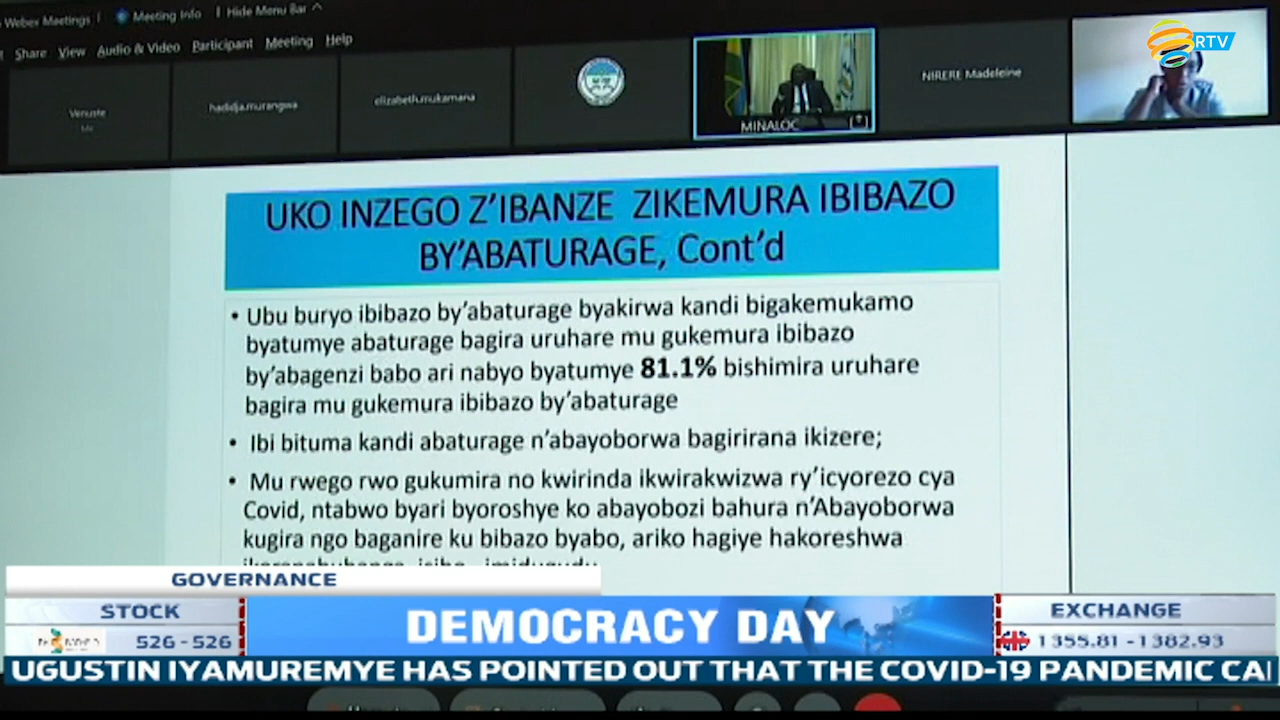 Webex Meetings
Meeting Info
Hide Menu Bar
Share View Audio & Video Participant Meeting Help
RTV
Venuste
hadidja.murangwa
elizabeth.mukamana
MINALOC
NIRERE Madeleine
UKO INZEGO Z'IBANZE ZIKEMURA IBIBAZO
BY'ABATURAGE, Cont'd
• Ubu buryo ibibazo by'abaturage byakirwa kandi bigakemukamo
byatumye abaturage bagira uruhare mu gukemura ibibazo
by'abagenzi babo ari nabyo byatumye 81.1% bishimira uruhare
bagira mu gukemura ibibazo by'abaturage
• Ibi bituma kandi abaturage n'abayoborwa bagirirana ikizere;
• Mu rwego rwo gukumira no kwirinda ikwirakwizwa ry'icyorezo cya
Covid, ntabwo byari byoroshye ko abayobozi bahura n'Abayoborwa
kugira ngo baganire ku bibazo byabo, ariko hagiye hakoreshwa
GOVERNANCE
STOCK
526 - 526
DEMOCRACY DAY
EXCHANGE
1355.81 - 1382.93
UGUSTIN IYAMUREMYE HAS POINTED OUT THAT THE COVID-19 PANDEMIC CA